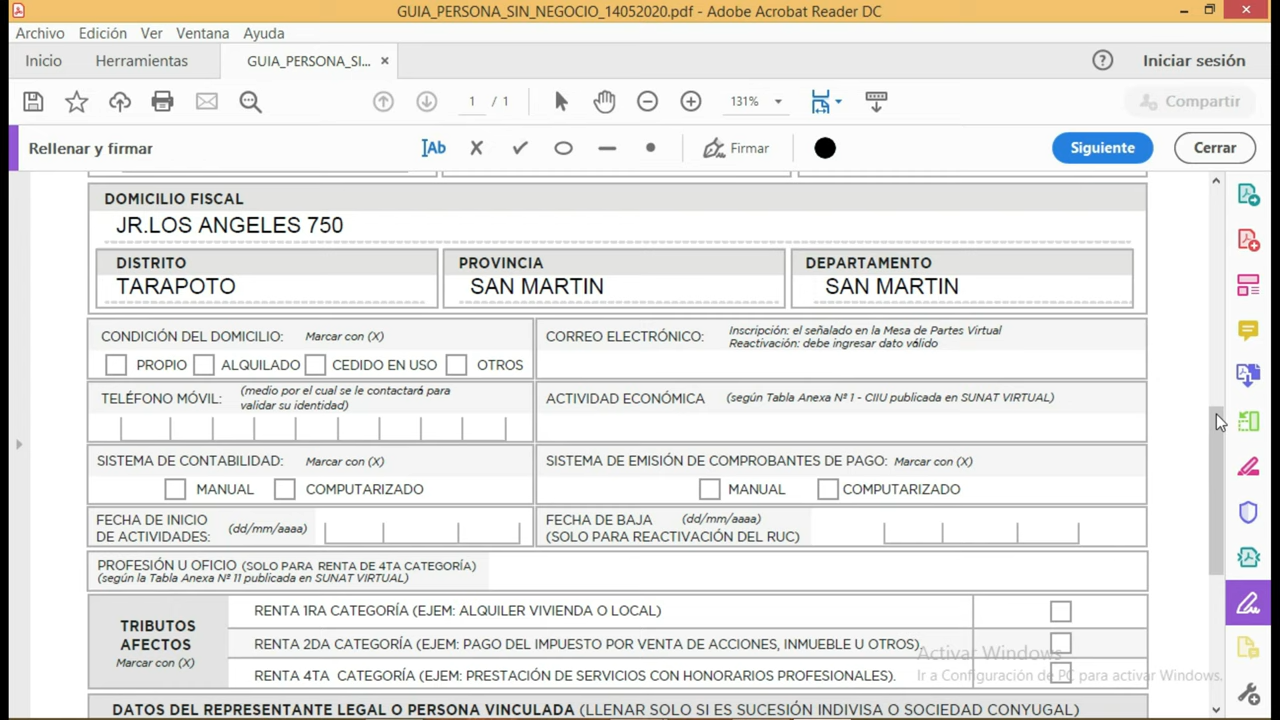 GUIA_PERSONA_SIN_NEGOCIO_14052020.pdf - Adobe Acrobat Reader DC
Archivo Edición Ver Ventana Ayuda
Inicio Herramientas GUIA_PERSONA_SI... × Iniciar sesión
1 / 1 131% Compartir
Rellenar y firmar Ab Firmar Siguiente Cerrar
DOMICILIO FISCAL
JR.LOS ANGELES 750
DISTRITO PROVINCIA DEPARTAMENTO
TARAPOTO SAN MARTIN SAN MARTIN
CONDICIÓN DEL DOMICILIO: Marcar con (X)
PROPIO ALQUILADO CEDIDO EN USO OTROS
CORREO ELECTRÓNICO: Inscripción: el señalado en la Mesa de Partes Virtual
Reactivación: debe ingresar dato válido
TELÉFONO MÓVIL: (medio por el cual se le contactará para
validar su identidad)
ACTIVIDAD ECONÓMICA (según Tabla Anexa Nº 1 - CIIU publicada en SUNAT VIRTUAL)
SISTEMA DE CONTABILIDAD: Marcar con (X)
MANUAL COMPUTARIZADO
SISTEMA DE EMISIÓN DE COMPROBANTES DE PAGO: Marcar con (X)
MANUAL COMPUTARIZADO
FECHA DE INICIO (dd/mm/aaaa)
DE ACTIVIDADES:
FECHA DE BAJA (dd/mm/aaaa)
(SOLO PARA REACTIVACIÓN DEL RUC)
PROFESIÓN U OFICIO (SOLO PARA RENTA DE 4TA CATEGORÍA)
(según la Tabla Anexa Nº 11 publicada en SUNAT VIRTUAL)
TRIBUTOS
AFECTOS
Marcar con (X)
RENTA 1RA CATEGORÍA (EJEM: ALQUILER VIVIENDA O LOCAL)
RENTA 2DA CATEGORÍA (EJEM: PAGO DEL IMPUESTO POR VENTA DE ACCIONES, INMUEBLE U OTROS).
RENTA 4TA CATEGORÍA (EJEM: PRESTACIÓN DE SERVICIOS CON HONORARIOS PROFESIONALES).
Activar Windows
Ir a Configuración de PC para activar Windows.
DATOS DEL REPRESENTANTE LEGAL O PERSONA VINCULADA (LLENAR SOLO SI ES SUCESIÓN INDIVISA O SOCIEDAD CONYUGAL)